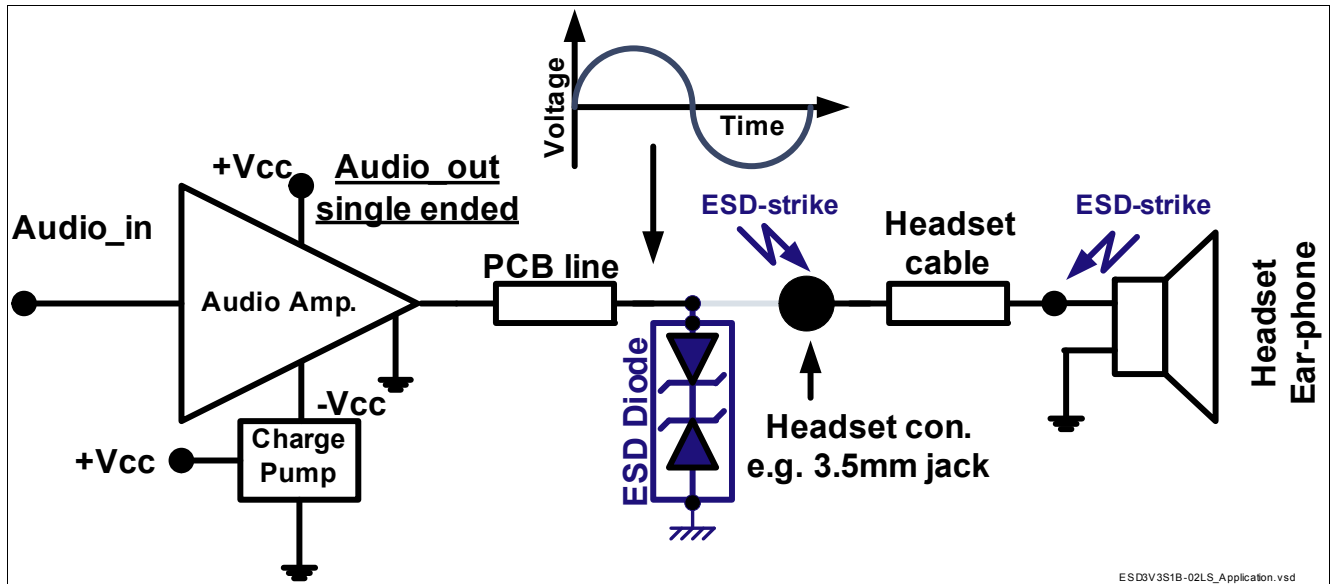 Voltage
Time
+Vcc
Audio_out
single ended
ESD-strike
ESD-strike
Audio_in
Headset
cable
PCB line
Audio Amp.
Headset
Ear-phone
ESD Diode
-Vcc
Charge
Pump
+Vcc
Headset con.
e.g. 3.5mm jack
ESD3V3S1B-02LS_Application.vsd